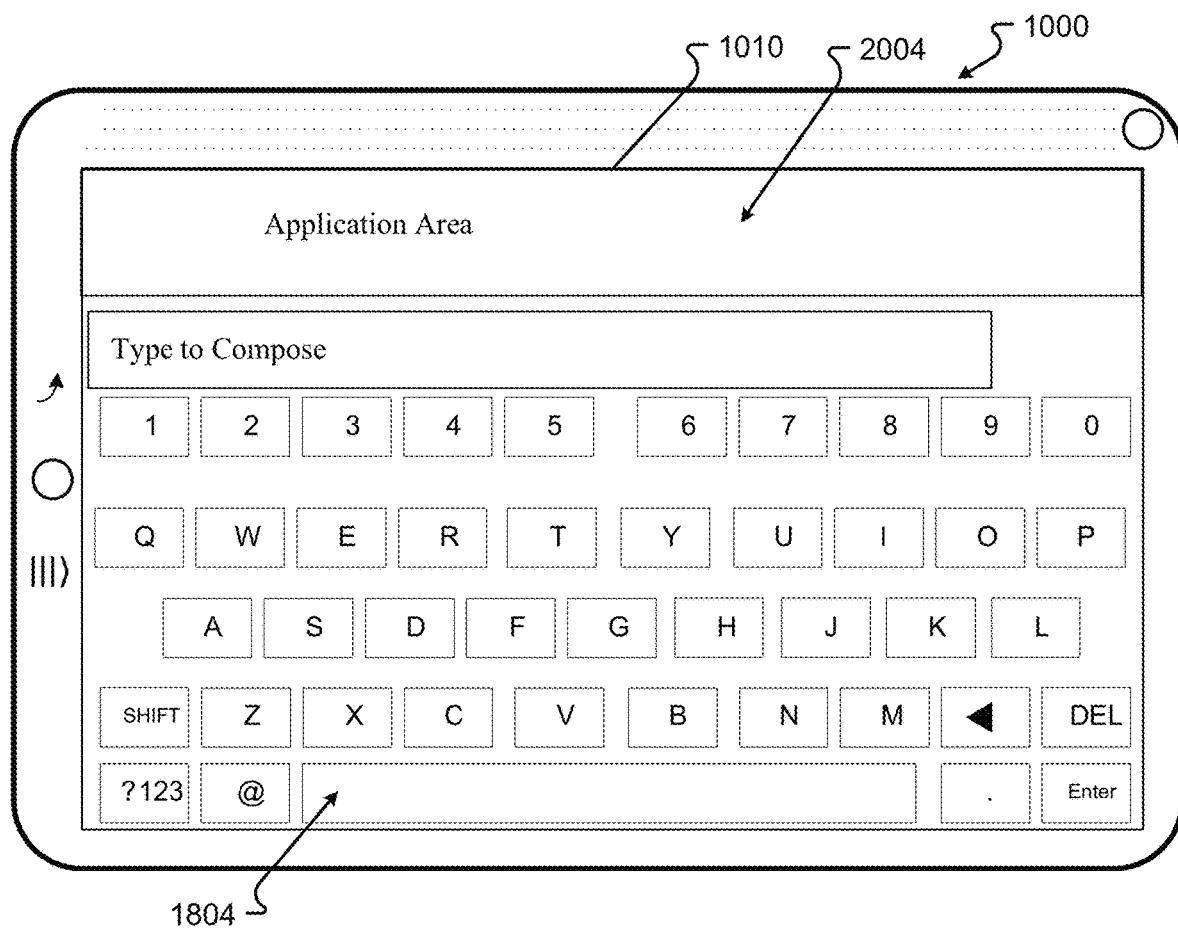 1000
1010 2004
Application Area
Type to Compose
1 2 3 4 5 6 7 8 9 0
Q W E R T Y U I O P
A S D F G H J K L
SHIFT Z X C V B N M ◀ DEL
?123 @ . Enter
1804